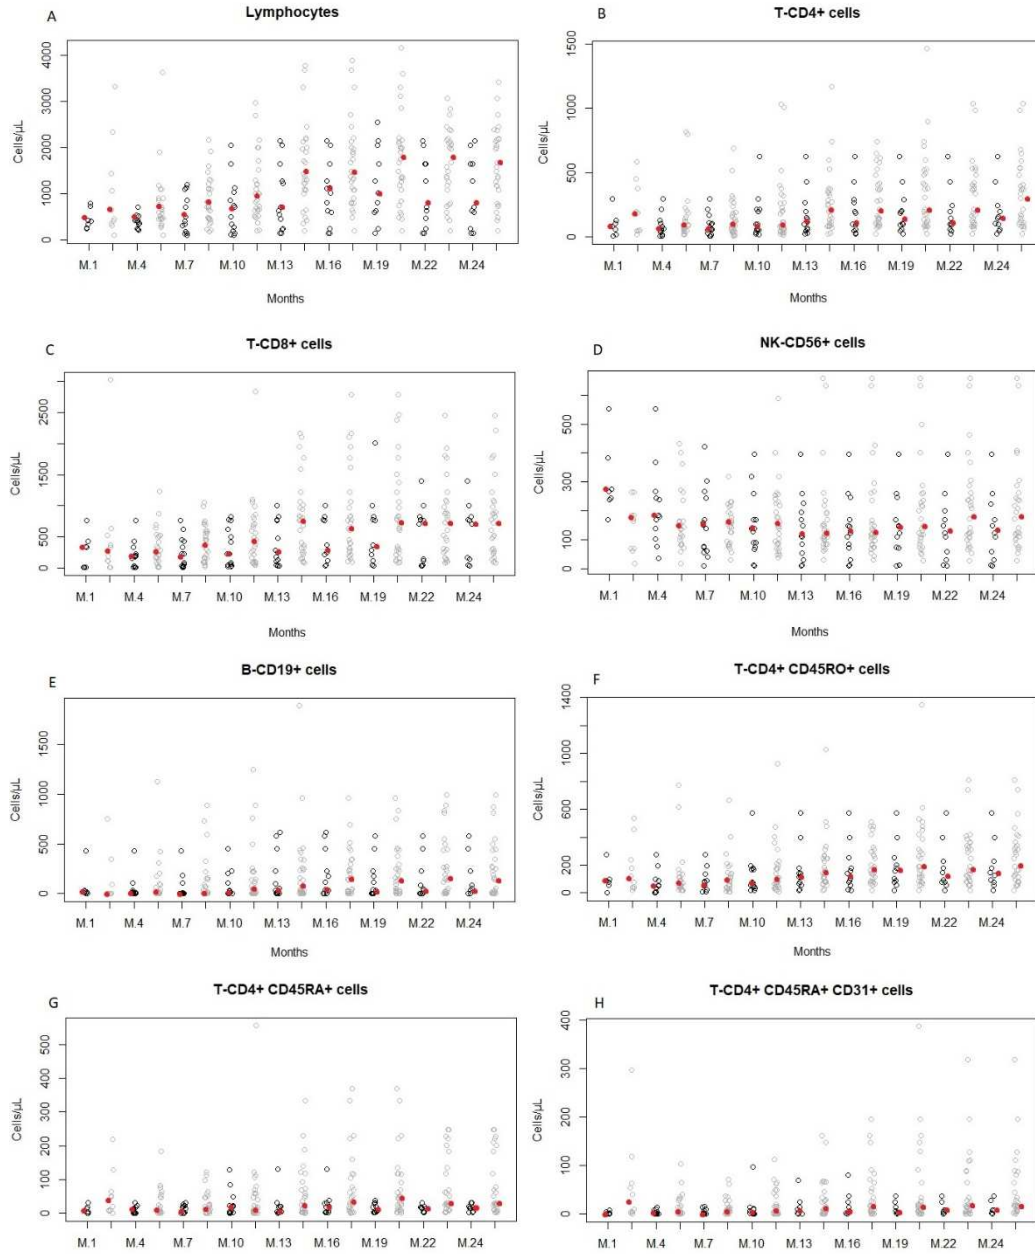 A
Lymphocytes
Cells/µL
0
1000
2000
3000
4000
M.1 M.4 M.7 M.10 M.13 M.16 M.19 M.22 M.24
Months
B
T-CD4+ cells
Cells/µL
0
500
1000
1500
M.1 M.4 M.7 M.10 M.13 M.16 M.19 M.22 M.24
Months
C
T-CD8+ cells
Cells/µL
0
500
1500
2500
M.1 M.4 M.7 M.10 M.13 M.16 M.19 M.22 M.24
Months
D
NK-CD56+ cells
Cells/µL
0
100
300
500
M.1 M.4 M.7 M.10 M.13 M.16 M.19 M.22 M.24
Months
E
B-CD19+ cells
Cells/µL
0
500
1000
1500
M.1 M.4 M.7 M.10 M.13 M.16 M.19 M.22 M.24
Months
F
T-CD4+ CD45RO+ cells
Cells/µL
0
200
600
1000
1400
M.1 M.4 M.7 M.10 M.13 M.16 M.19 M.22 M.24
Months
G
T-CD4+ CD45RA+ cells
Cells/µL
0
100
200
300
400
500
M.1 M.4 M.7 M.10 M.13 M.16 M.19 M.22 M.24
H
T-CD4+ CD45RA+ CD31+ cells
Cells/µL
0
100
200
300
400
M.1 M.4 M.7 M.10 M.13 M.16 M.19 M.22 M.24